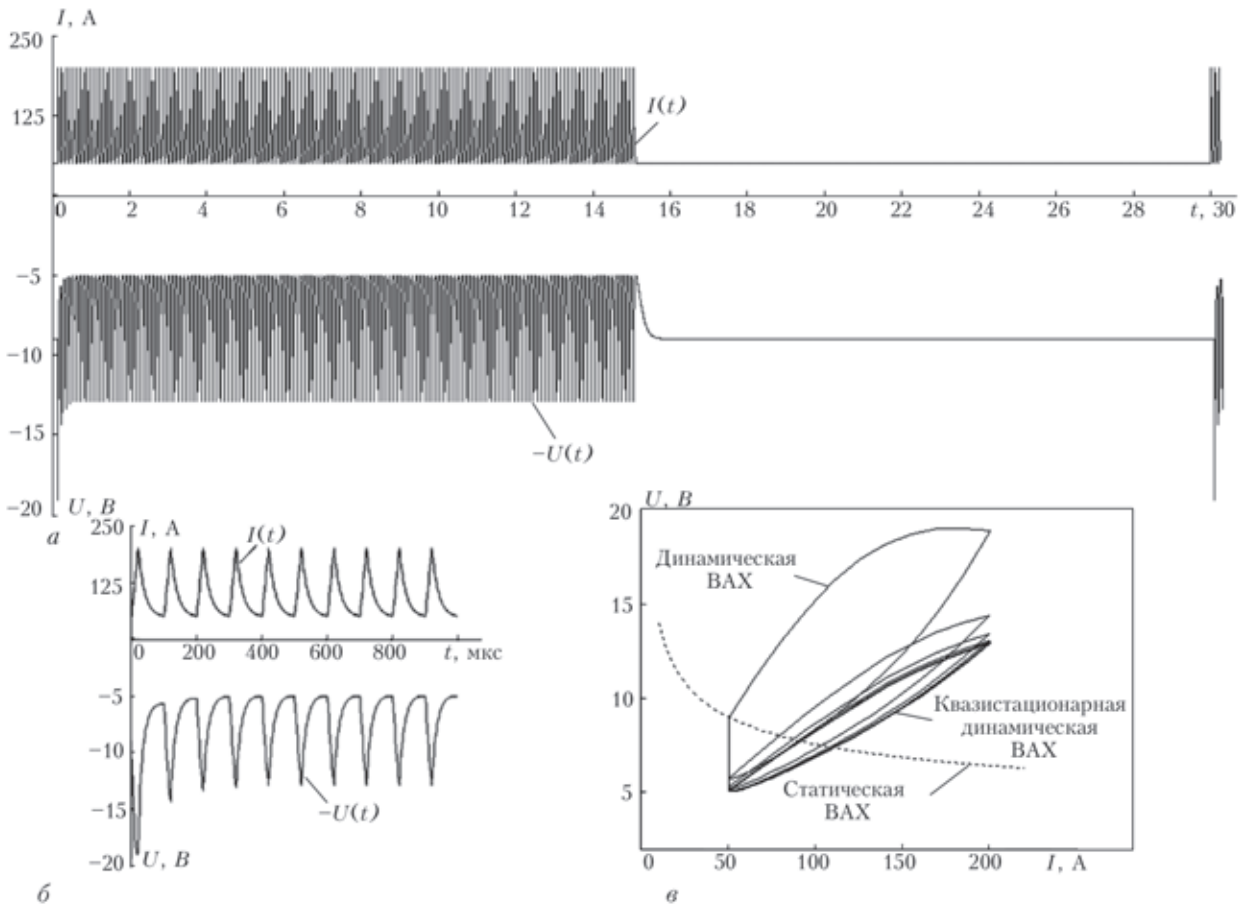 I, А
250
125
I(t)
0 2 4 6 8 10 12 14 16 18 20 22 24 26 28 t, 30
−5
−10
−15
−20
−U(t)
U, В
а
250
I, А
I(t)
125
0 200 400 600 800 t, мкс
−5
−10
−15
−20
−U(t)
U, В
б
U, В
20
Динамическая
ВАХ
15
10
Квазистационарная
динамическая
ВАХ
5
Статическая
ВАХ
0 50 100 150 200 I, А
в